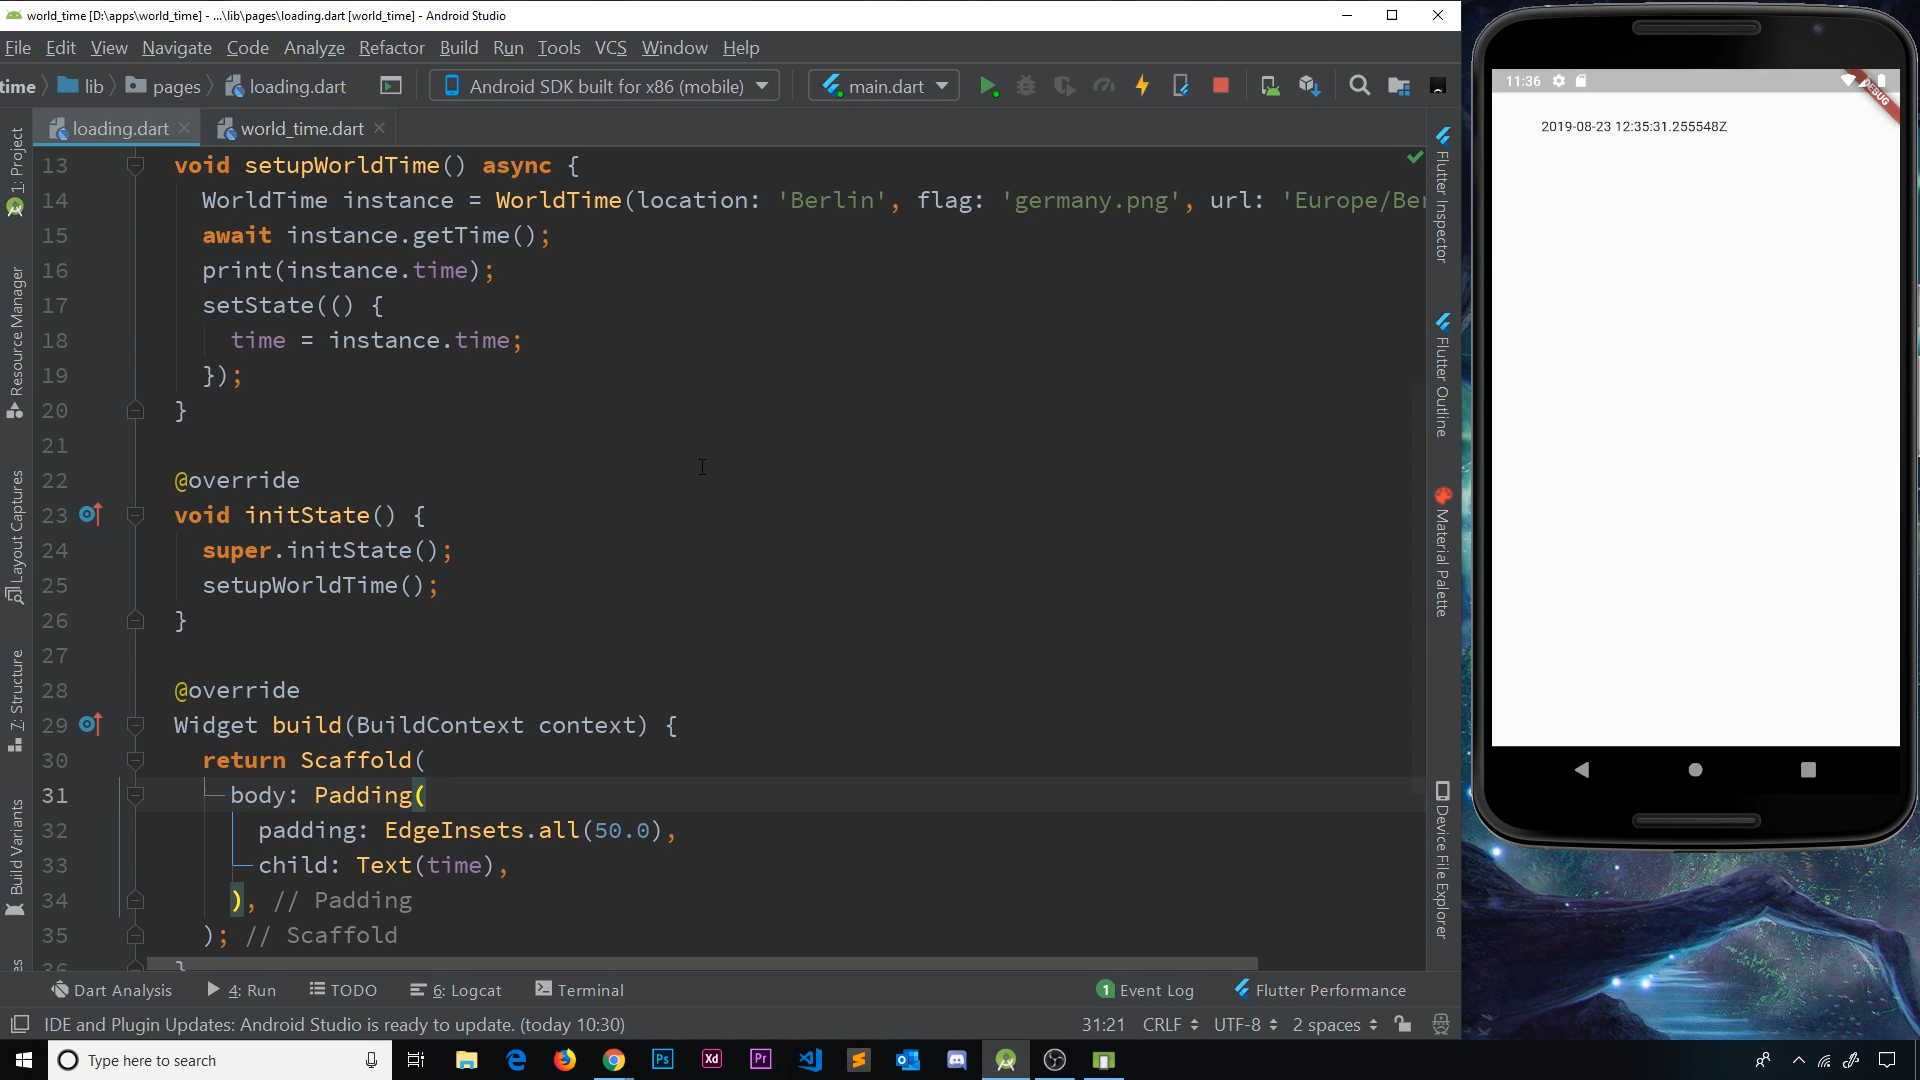 world_time [D:\apps\world_time] - ...\lib\pages\loading.dart [world_time] - Android Studio
File Edit View Navigate Code Analyze Refactor Build Run Tools VCS Window Help
time lib pages loading.dart Android SDK built for x86 (mobile) main.dart
loading.dart world_time.dart
13 void setupWorldTime() async {
14 WorldTime instance = WorldTime(location: 'Berlin', flag: 'germany.png', url: 'Europe/Ber
15 await instance.getTime();
16 print(instance.time);
17 setState(() {
18 time = instance.time;
19 });
20 }
21
22 @override
23 void initState() {
24 super.initState();
25 setupWorldTime();
26 }
27
28 @override
29 Widget build(BuildContext context) {
30 return Scaffold(
31 body: Padding(
32 padding: EdgeInsets.all(50.0),
33 child: Text(time),
34 ), // Padding
35 ); // Scaffold
36 }
1: Project
Resource Manager
Layout Captures
Z: Structure
Build Variants
Flutter Inspector
Flutter Outline
Material Palette
Device File Explorer
Dart Analysis 4: Run TODO 6: Logcat Terminal 1 Event Log Flutter Performance
IDE and Plugin Updates: Android Studio is ready to update. (today 10:30) 31:21 CRLF UTF-8 2 spaces
Type here to search Ps Xd Pr
11:36
DEBUG
2019-08-23 12:35:31.255548Z